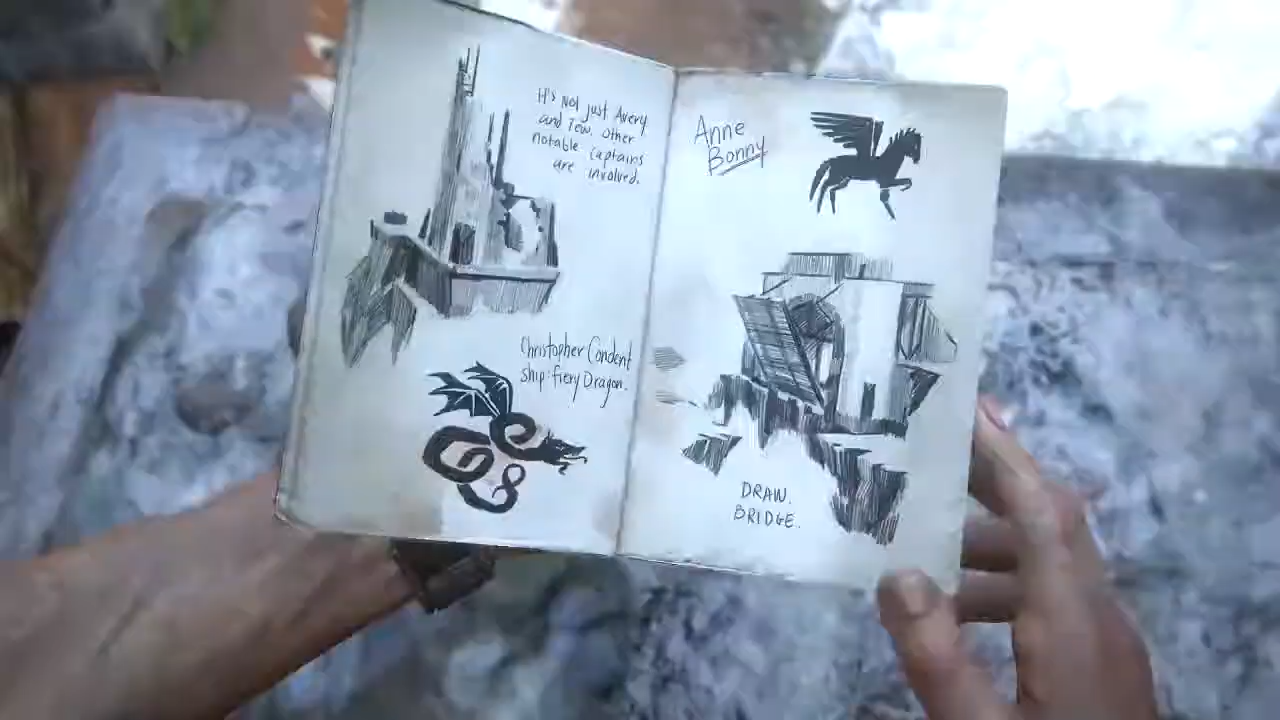 It's Not just Avery
and Tew. Other
notable captains
are involved.
Christopher Condent
ship: fiery Dragon.
Anne
Bonny
DRAW.
BRIDGE.